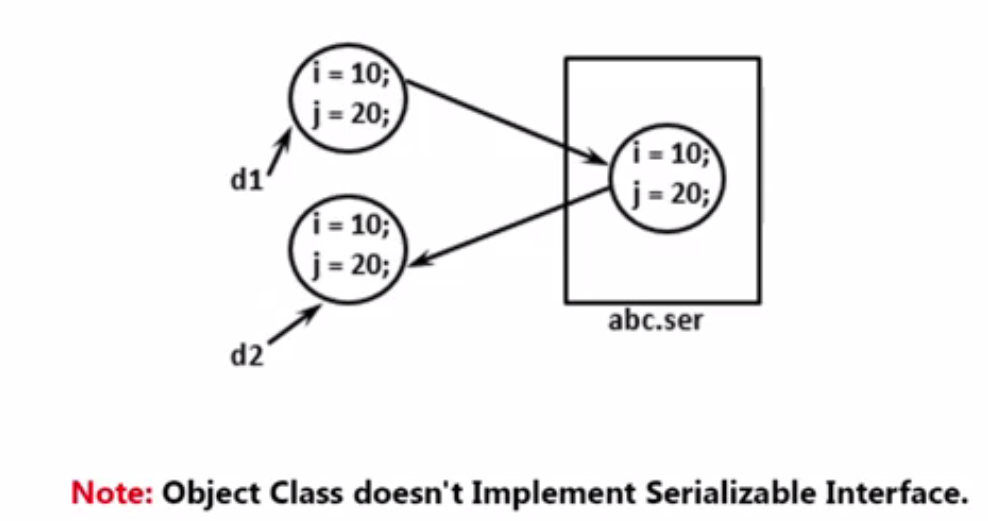 i = 10;
j = 20;
d1
i = 10;
j = 20;
i = 10;
j = 20;
d2
abc.ser
Note: Object Class doesn't Implement Serializable Interface.